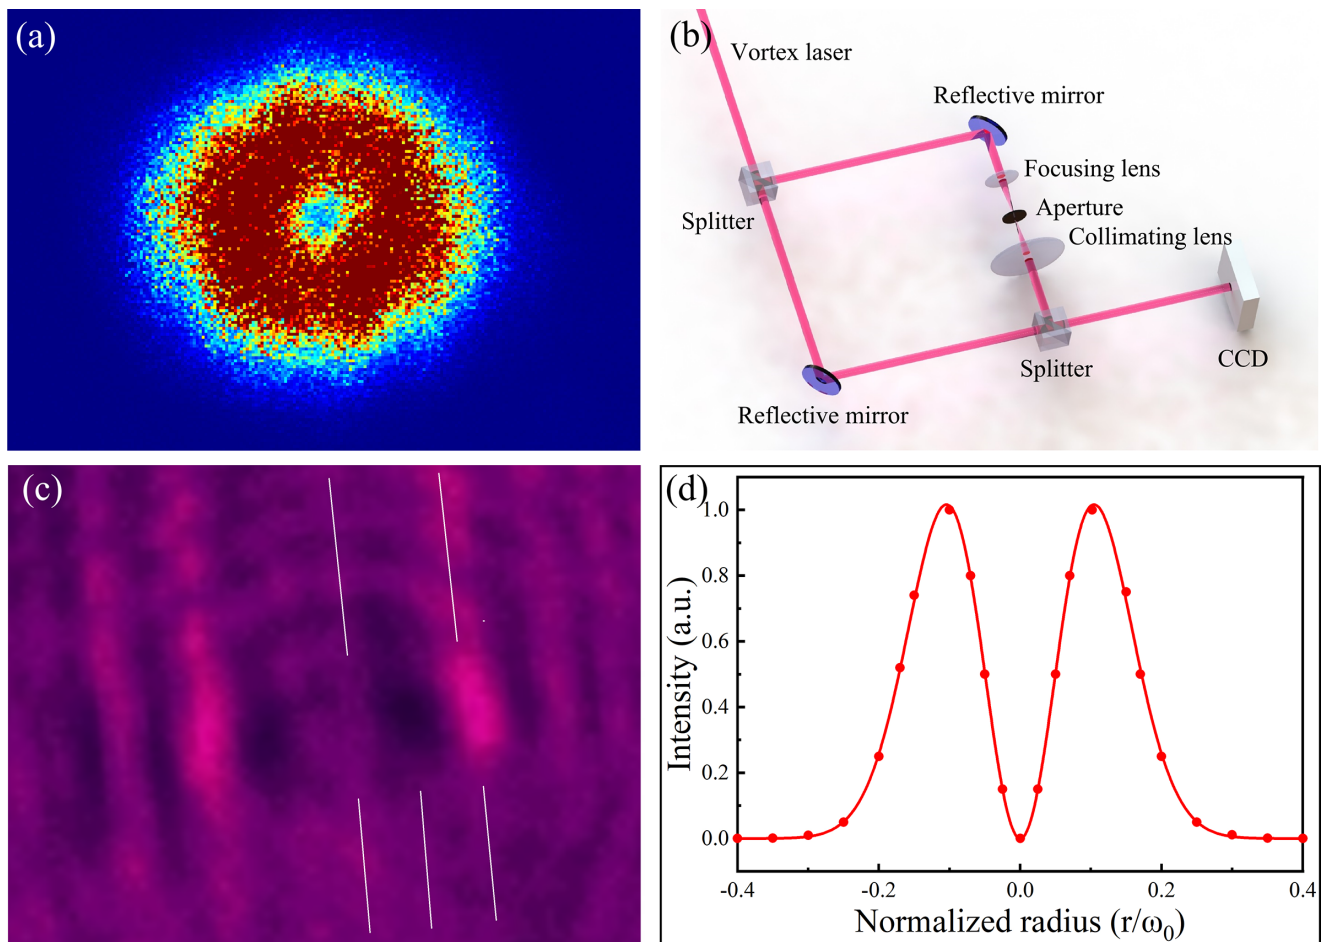 (a)
(b)
Vortex laser
Reflective mirror
Focusing lens
Aperture
Collimating lens
Splitter
Splitter
CCD
Reflective mirror
(c)
(d)
1.0
0.8
0.6
0.4
0.2
0.0
Intensity (a.u.)
-0.4
-0.2
0.0
0.2
0.4
Normalized radius (r/ω₀)